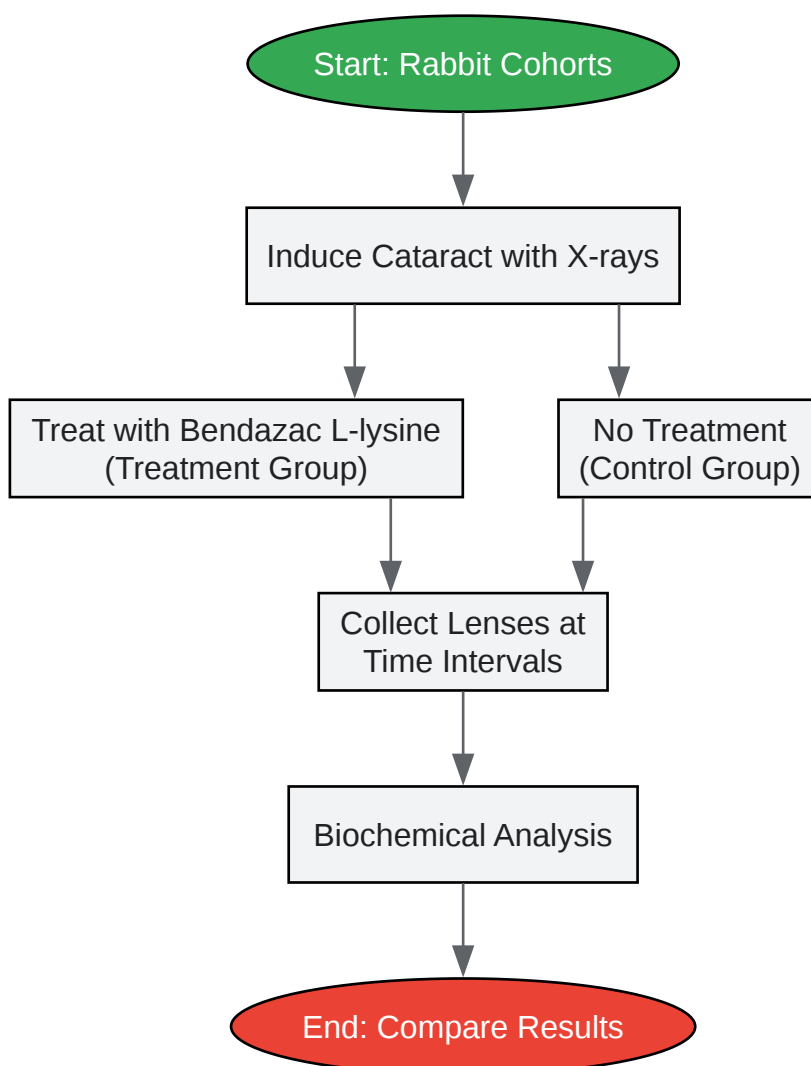 Start: Rabbit Cohorts
Induce Cataract with X-rays
Treat with Bendazac L-lysine
(Treatment Group)
No Treatment
(Control Group)
Collect Lenses at
Time Intervals
Biochemical Analysis
End: Compare Results